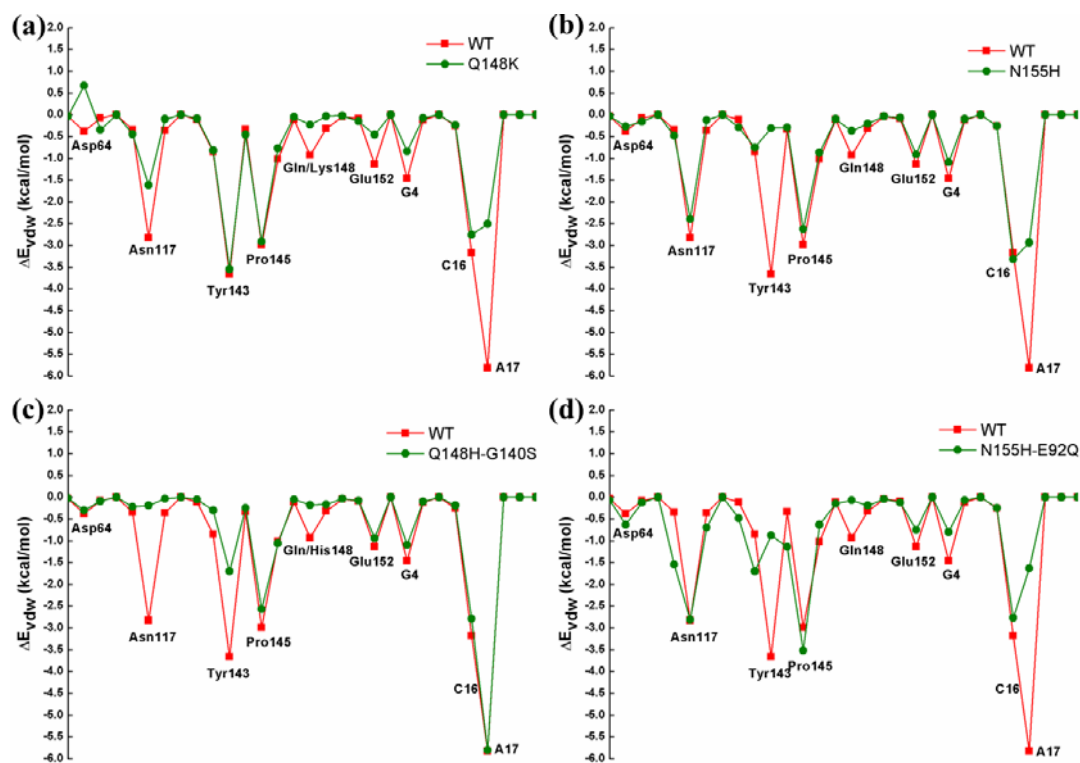 (a)
WT
Q148K
2.0
1.5
1.0
0.5
0.0
-0.5
-1.0
-1.5
-2.0
-2.5
-3.0
-3.5
-4.0
-4.5
-5.0
-5.5
-6.0
ΔEvdw (kcal/mol)
Asp64
Asn117
Tyr143
Pro145
Gln/Lys148
Glu152
G4
C16
A17
(b)
WT
N155H
2.0
1.5
1.0
0.5
0.0
-0.5
-1.0
-1.5
-2.0
-2.5
-3.0
-3.5
-4.0
-4.5
-5.0
-5.5
-6.0
ΔEvdw (kcal/mol)
Asp64
Asn117
Tyr143
Pro145
Gln148
Glu152
G4
C16
A17
(c)
WT
Q148H-G140S
2.0
1.5
1.0
0.5
0.0
-0.5
-1.0
-1.5
-2.0
-2.5
-3.0
-3.5
-4.0
-4.5
-5.0
-5.5
-6.0
ΔEvdw (kcal/mol)
Asp64
Asn117
Tyr143
Pro145
Gln/His148
Glu152
G4
C16
A17
(d)
WT
N155H-E92Q
2.0
1.5
1.0
0.5
0.0
-0.5
-1.0
-1.5
-2.0
-2.5
-3.0
-3.5
-4.0
-4.5
-5.0
-5.5
-6.0
ΔEvdw (kcal/mol)
Asp64
Asn117
Tyr143
Pro145
Gln148
Glu152
G4
C16
A17